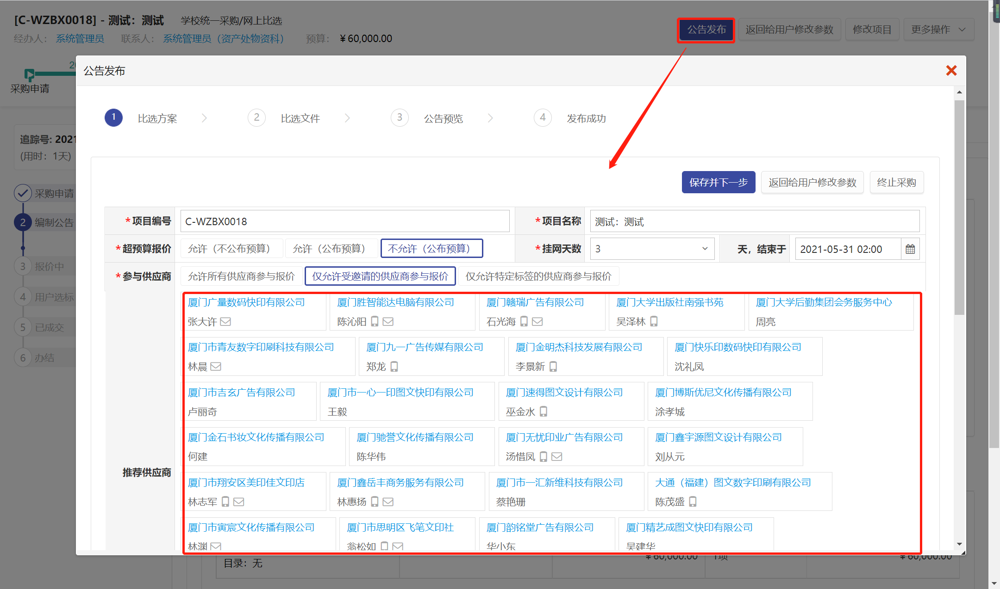 [C-WZBX0018] - 测试：测试 学校统一采购/网上比选
公告发布 返回给用户修改参数 修改项目 更多操作
经办人： 系统管理员 联系人： 系统管理员（资产处物资科） 预算： ¥ 60,000.00
采购申请
追踪号: 2021
(用时：1天)
采购申请
2 编制公告
3 报价中
4 用户选标
5 已成交
6 办结
公告发布
1 比选方案
2 比选文件
3 公告预览
4 发布成功
保存并下一步 返回给用户修改参数 终止采购
*项目编号 C-WZBX0018 *项目名称 测试：测试
*超预算报价 允许（不公布预算） 允许（公布预算） 不允许（公布预算） *挂网天数 3 天，结束于 2021-05-31 02:00
*参与供应商 允许所有供应商参与报价 仅允许受邀请的供应商参与报价 仅允许特定标签的供应商参与报价
推荐供应商
厦门广量数码快印有限公司 厦门胜智能达电脑有限公司 厦门赣瑞广告有限公司 厦门大学出版社南强书苑 厦门大学后勤集团会务服务中心
张大许 陈沁阳 石光海 吴泽林 周亮
厦门市青友数字印刷科技有限公司 厦门九一广告传媒有限公司 厦门金明杰科技发展有限公司 厦门快乐印数码快印有限公司
林晨 郑龙 李景新 沈礼凤
厦门市吉玄广告有限公司 厦门市一心一印图文快印有限公司 厦门速得图文设计有限公司 厦门博斯优尼文化传播有限公司
卢丽奇 王毅 巫金水 涂孝城
厦门金石书妆文化传播有限公司 厦门驰誉文化传播有限公司 厦门无忧印业广告有限公司 厦门鑫宇源图文设计有限公司
何建 陈华伟 汤惜凤 刘从元
厦门市翔安区美印佳文印店 厦门鑫岳丰商务服务有限公司 厦门市一汇新维科技有限公司 大通（福建）图文数字印刷有限公司
林志军 林惠扬 蔡艳珊 陈茂盛
厦门市寅宸文化传播有限公司 厦门市思明区飞笔文印社 厦门韵铭堂广告有限公司 厦门精艺成图文快印有限公司
林渊 翁松如 华小东 吴建华
目录：无 ¥ 60,000.00 1项 ¥ 60,000.00